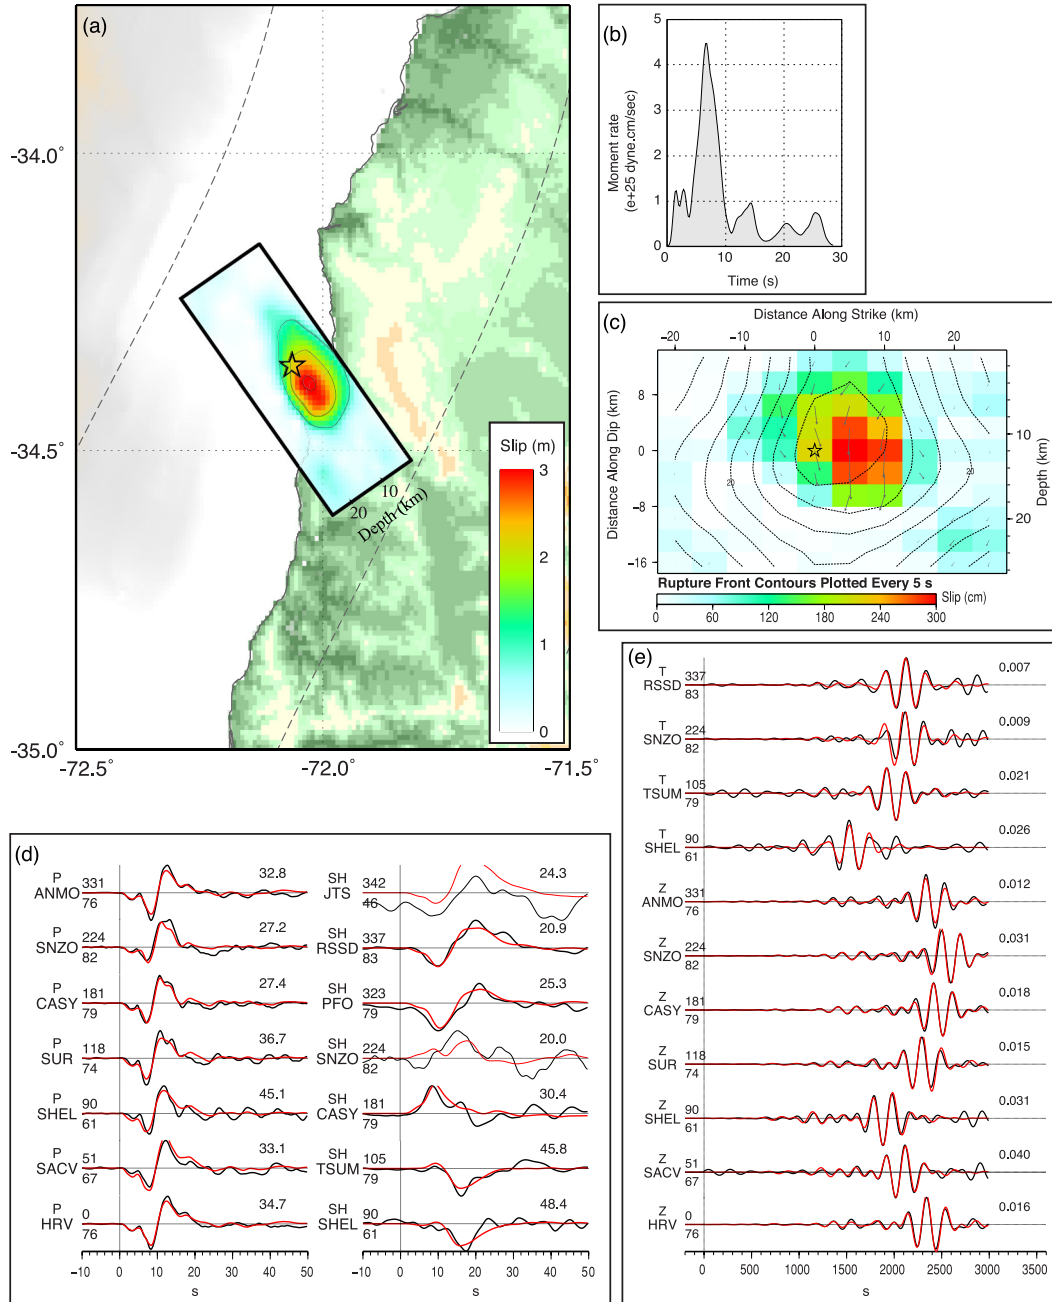 (a)
-34.0°
-34.5°
-35.0°
-72.5°
-72.0°
-71.5°
10
20
Depth (km)
Slip (m)
3
2
1
0
(b)
Moment rate
(e+25 dyne.cm/sec)
5
4
3
2
1
0
0
10
20
30
Time (s)
(c)
Distance Along Strike (km)
−20
−10
0
10
20
Distance Along Dip (km)
8
0
−8
−16
Depth (km)
10
20
20
20
Rupture Front Contours Plotted Every 5 s
Slip (cm)
0
60
120
180
240
300
(d)
P
ANMO 331 76 32.8
P
SNZO 224 82 27.2
P
CASY 181 79 27.4
P
SUR 118 74 36.7
P
SHEL 90 61 45.1
P
SACV 51 67 33.1
P
HRV 0 76 34.7
−10 0 10 20 30 40 50
s
SH
JTS 342 46 24.3
SH
RSSD 337 83 20.9
SH
PFO 323 79 25.3
SH
SNZO 224 82 20.0
SH
CASY 181 79 30.4
SH
TSUM 105 79 45.8
SH
SHEL 90 61 48.4
−10 0 10 20 30 40 50
s
(e)
T
RSSD 337 83 0.007
T
SNZO 224 82 0.009
T
TSUM 105 79 0.021
T
SHEL 90 61 0.026
Z
ANMO 331 76 0.012
Z
SNZO 224 82 0.031
Z
CASY 181 79 0.018
Z
SUR 118 74 0.015
Z
SHEL 90 61 0.031
Z
SACV 51 67 0.040
Z
HRV 0 76 0.016
0 500 1000 1500 2000 2500 3000 3500
s